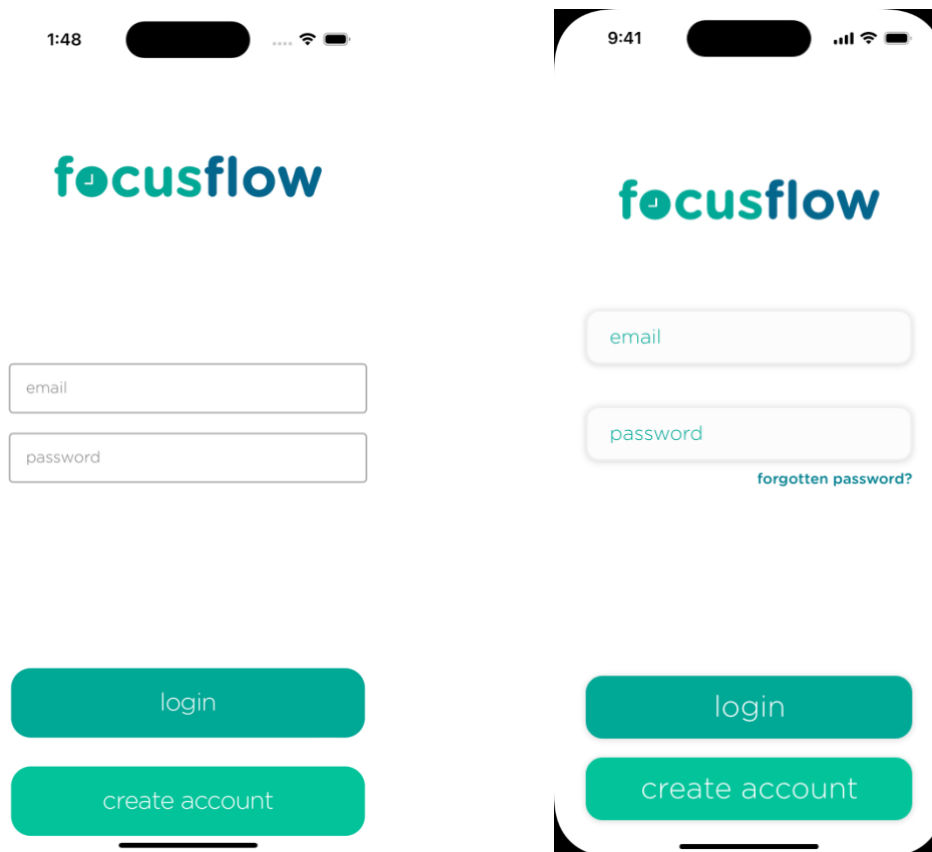 1:48
focusflow
email
password
login
create account
9:41
focusflow
email
password
forgotten password?
login
create account